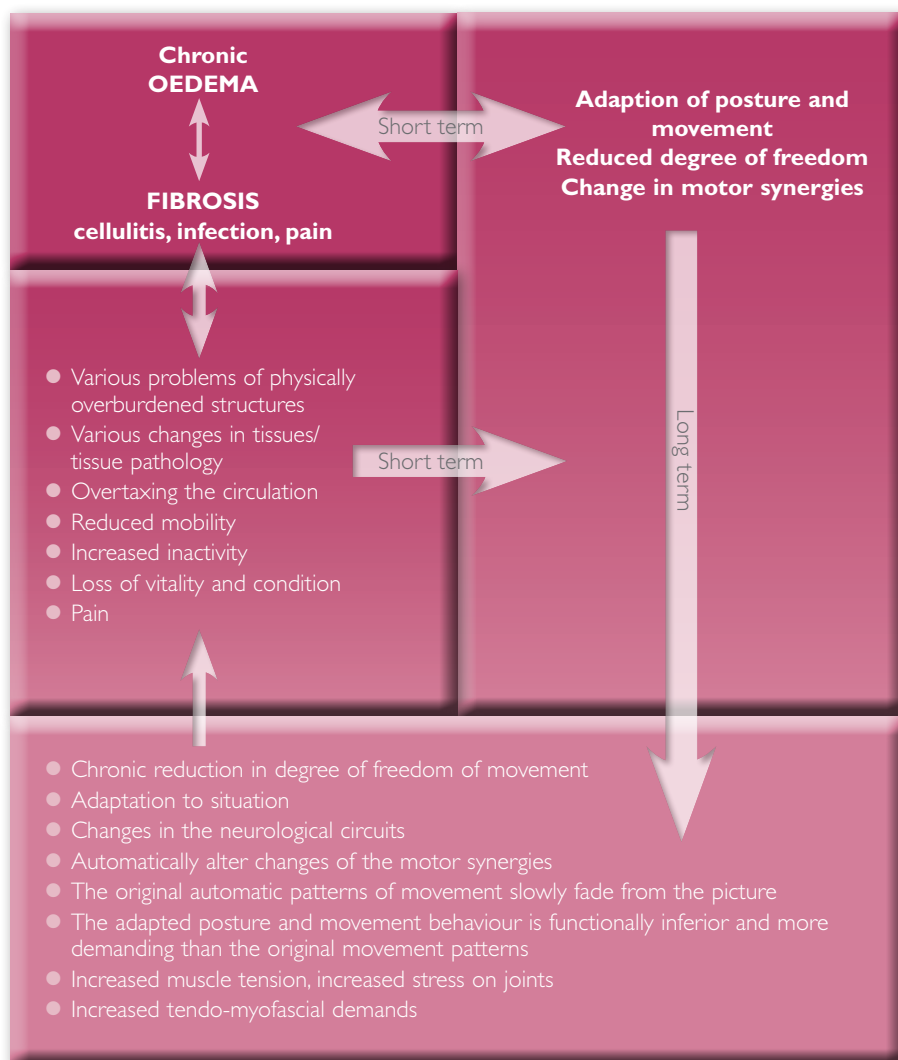 Chronic
OEDEMA
FIBROSIS
cellulitis, infection, pain
Short term
Adaption of posture and
movement
Reduced degree of freedom
Change in motor synergies
Various problems of physically
overburdened structures
Various changes in tissues/
tissue pathology
Overtaxing the circulation
Reduced mobility
Increased inactivity
Loss of vitality and condition
Pain
Short term
Long term
Chronic reduction in degree of freedom of movement
Adaptation to situation
Changes in the neurological circuits
Automatically alter changes of the motor synergies
The original automatic patterns of movement slowly fade from the picture
The adapted posture and movement behaviour is functionally inferior and more
demanding than the original movement patterns
Increased muscle tension, increased stress on joints
Increased tendo-myofascial demands